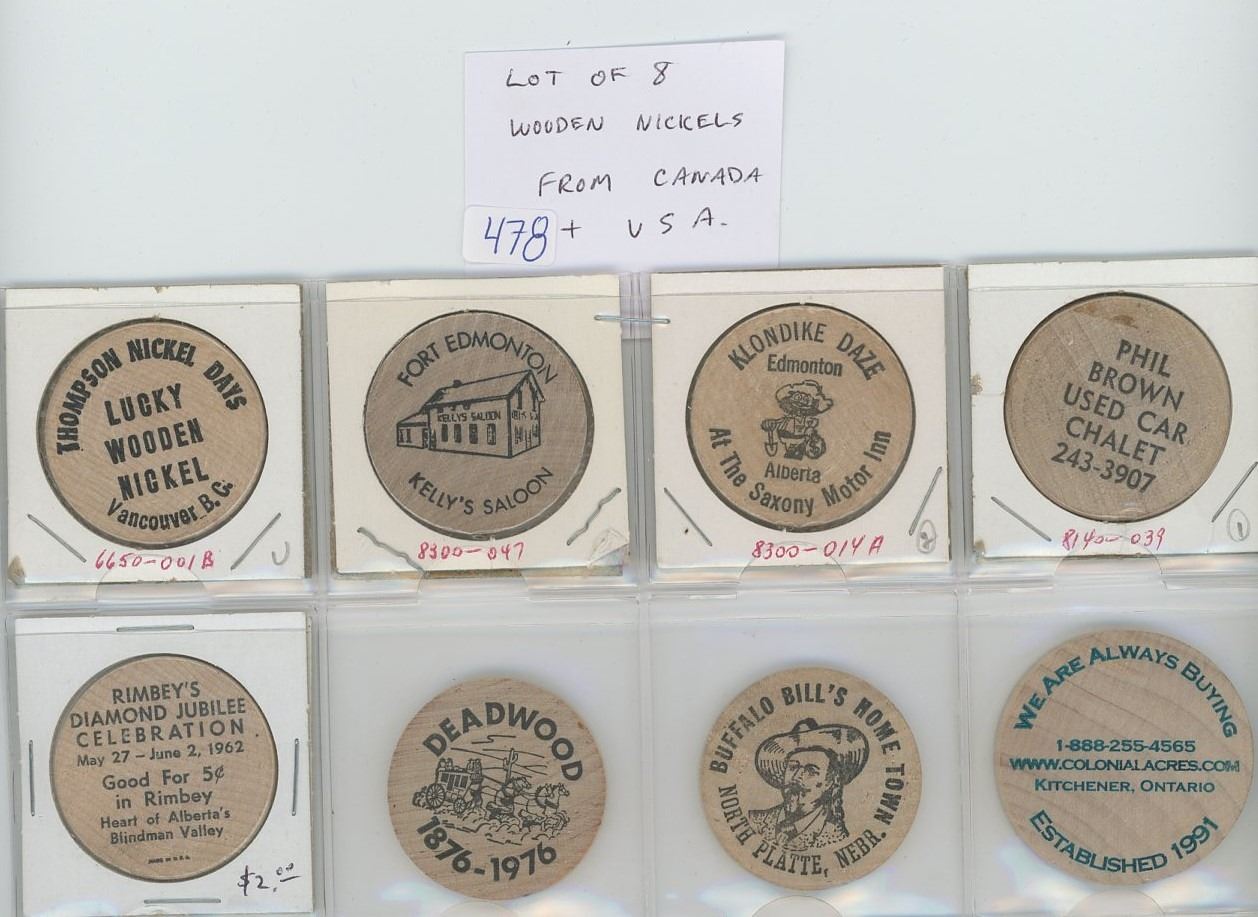 LOT OF 8
WOODEN NICKELS
FROM CANADA
478 + USA.
THOMPSON NICKEL DAYS
LUCKY
WOODEN
NICKEL
Vancouver B.C.
6650-001B
U
FORT EDMONTON
KELLY'S SALOON
KELLY'S SALOON
8300-047
KLONDIKE DAZE
Edmonton
Alberta
At The Saxony Motor Inn
8300-014A
2
PHIL
BROWN
USED CAR
CHALET
243-3907
8140-039
1
RIMBEY'S
DIAMOND JUBILEE
CELEBRATION
May 27 - June 2, 1962
Good For 5¢
in Rimbey
Heart of Alberta's
Blindman Valley
MADE IN U.S.A.
$2.00
DEADWOOD
1876-1976
BUFFALO BILL'S HOME TOWN
NORTH PLATTE, NEBR.
WE ARE ALWAYS BUYING
1-888-255-4565
WWW.COLONIALACRES.COM
KITCHENER, ONTARIO
ESTABLISHED 1991